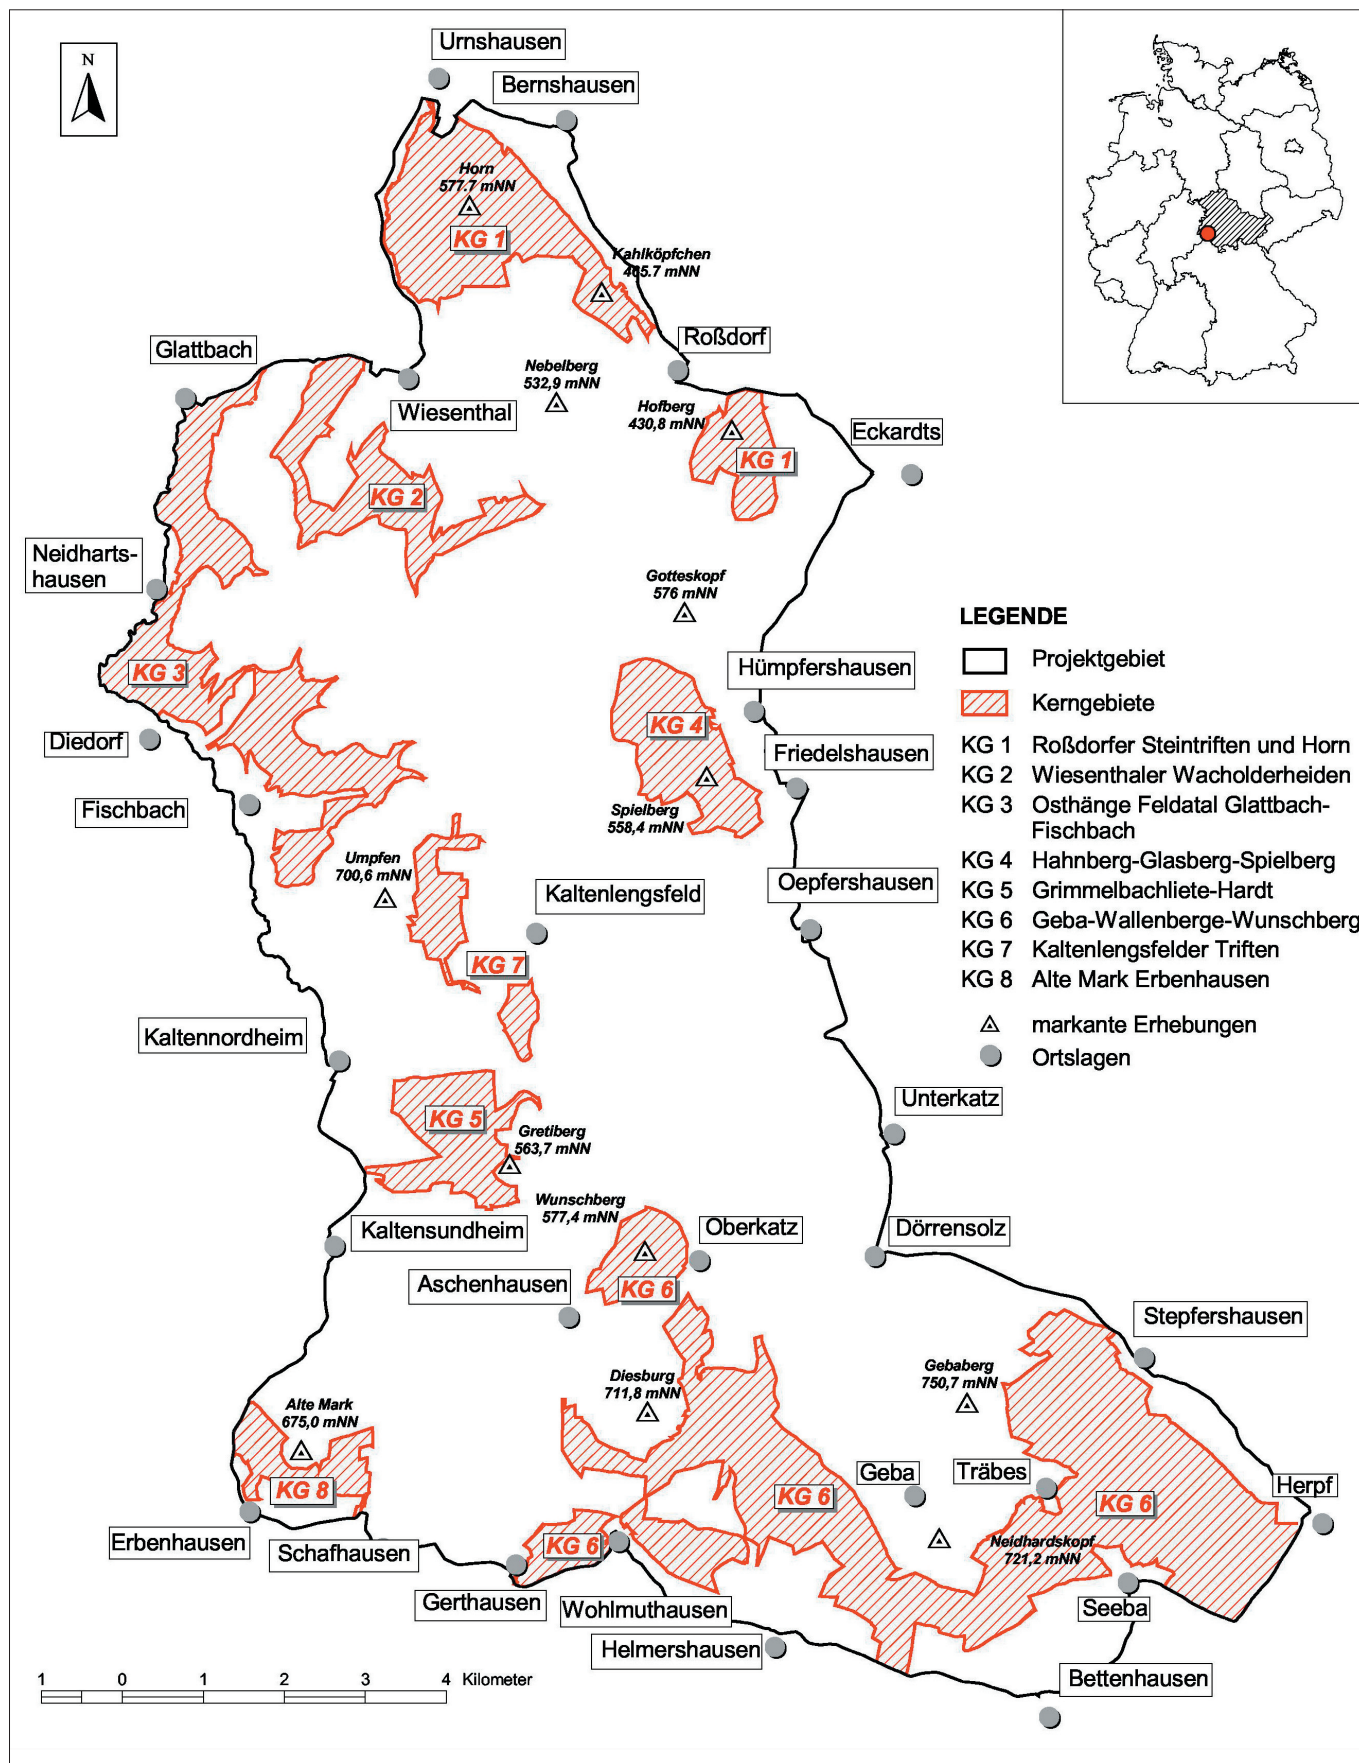 N
Urnshausen
Bernshausen
Horn
577.7 mNN
KG 1
Kahlköpfchen
465.7 mNN
Roßdorf
Glattbach
Nebelberg
532,9 mNN
Wiesenthal
Hofberg
430,8 mNN
KG 1
Eckardts
KG 2
Neidharts-
hausen
Gotteskopf
576 mNN
KG 3
Hümpfershausen
KG 4
Diedorf
Friedelshausen
Fischbach
Spielberg
558,4 mNN
Umpfen
700,6 mNN
Kaltenlengsfeld
Oepfershausen
KG 7
Kaltennordheim
KG 5
Unterkatz
Gretiberg
563,7 mNN
Wunschberg
577,4 mNN
Kaltensundheim
Oberkatz
Dörrensolz
Aschenhausen
KG 6
Stepfershausen
Diesburg
711,8 mNN
Gebaberg
750,7 mNN
Alte Mark
675,0 mNN
Geba
Träbes
Herpf
KG 8
KG 6
KG 6
Erbenhausen
Schafhausen
KG 6
Neidhardskopf
721,2 mNN
Gerthausen
Wohlmuthausen
Seeba
Helmershausen
Bettenhausen
1 0 1 2 3 4 Kilometer
LEGENDE
Projektgebiet
Kerngebiete
KG 1 Roßdorfer Steintriften und Horn
KG 2 Wiesenthaler Wacholderheiden
KG 3 Osthänge Feldatal Glattbach-
Fischbach
KG 4 Hahnberg-Glasberg-Spielberg
KG 5 Grimmelbachliete-Hardt
KG 6 Geba-Wallenberge-Wunschberg
KG 7 Kaltenlengsfelder Triften
KG 8 Alte Mark Erbenhausen
markante Erhebungen
Ortslagen